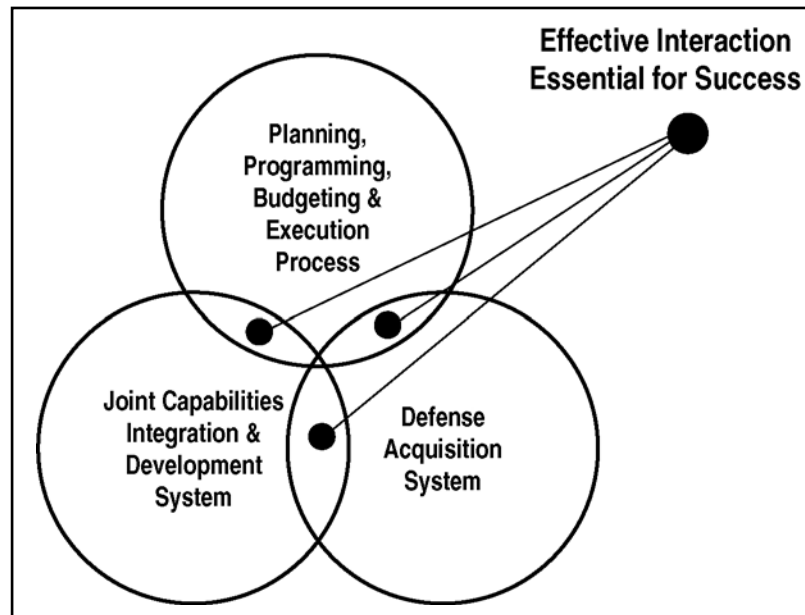 Effective Interaction
Essential for Success
Planning,
Programming,
Budgeting &
Execution
Process
Joint Capabilities
Integration &
Development
System
Defense
Acquisition
System